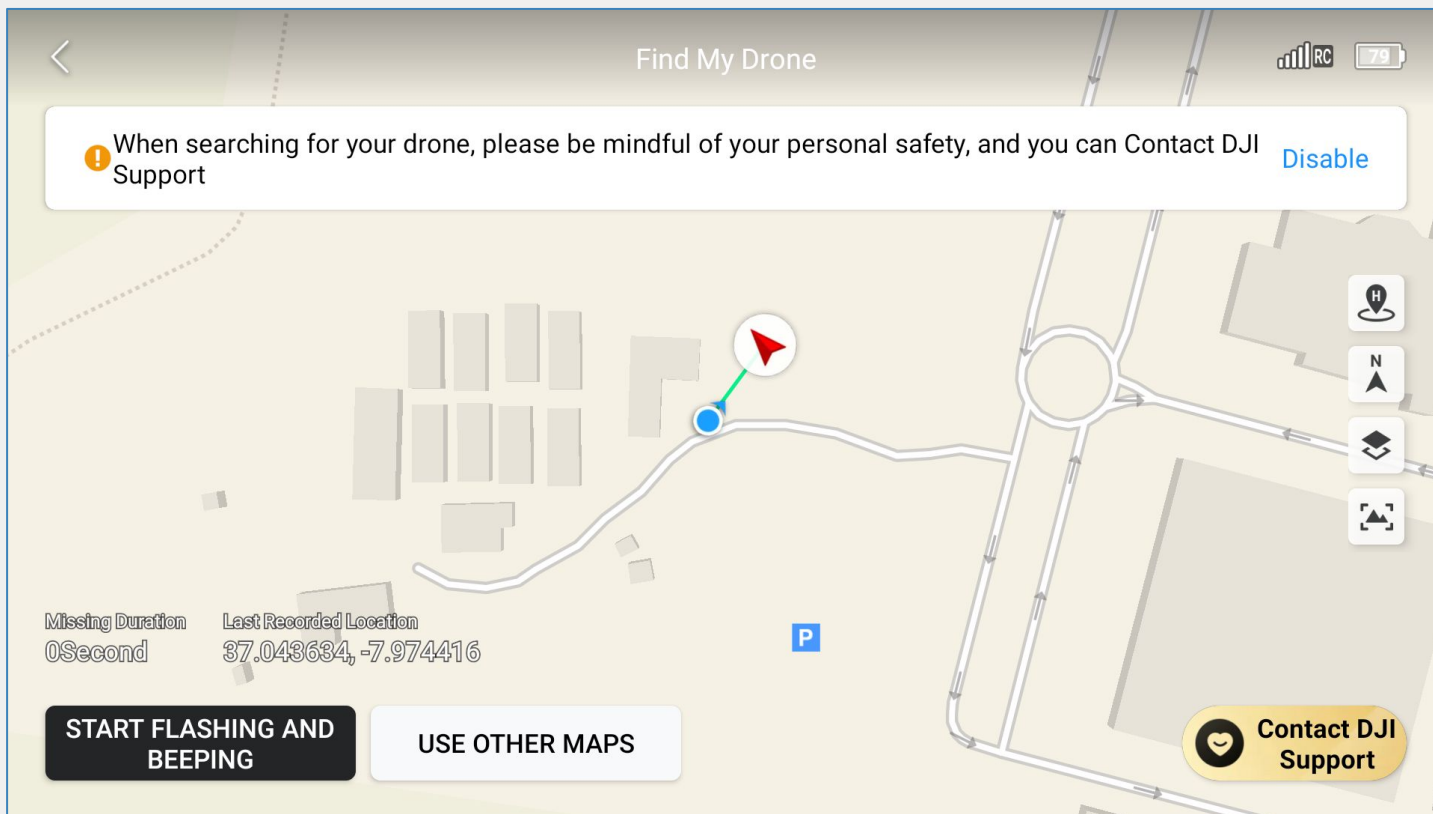 Find My Drone
RC
79
When searching for your drone, please be mindful of your personal safety, and you can Contact DJI
Support
Disable
H
N
P
Missing Duration
Last Recorded Location
0Second
37.043634, -7.974416
START FLASHING AND
BEEPING
USE OTHER MAPS
Contact DJI
Support